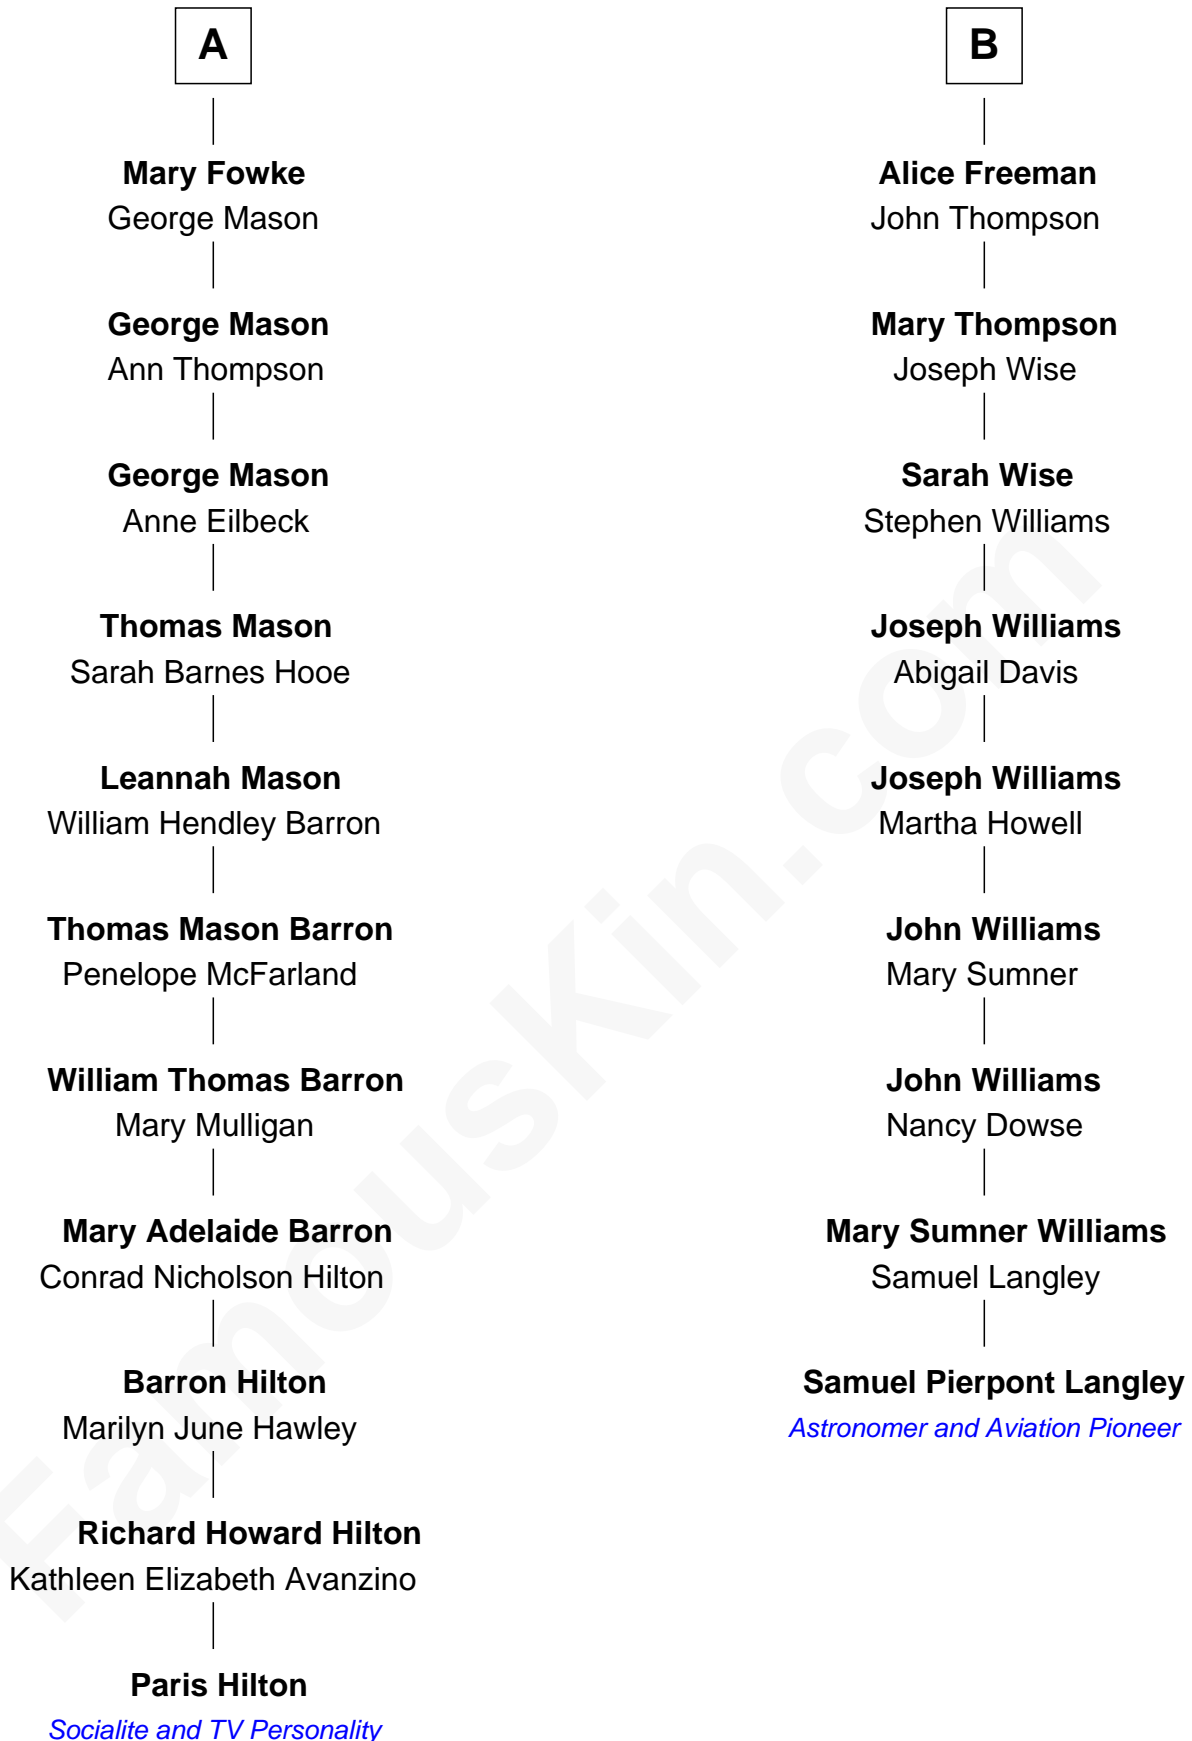 A
Mary Fowke
George Mason
George Mason
Ann Thompson
George Mason
Anne Eilbeck
Thomas Mason
Sarah Barnes Hooe
Leannah Mason
William Hendley Barron
Thomas Mason Barron
Penelope McFarland
William Thomas Barron
Mary Mulligan
Mary Adelaide Barron
Conrad Nicholson Hilton
Barron Hilton
Marilyn June Hawley
Richard Howard Hilton
Kathleen Elizabeth Avanzino
Paris Hilton
Socialite and TV Personality
B
Alice Freeman
John Thompson
Mary Thompson
Joseph Wise
Sarah Wise
Stephen Williams
Joseph Williams
Abigail Davis
Joseph Williams
Martha Howell
John Williams
Mary Sumner
John Williams
Nancy Dowse
Mary Sumner Williams
Samuel Langley
Samuel Pierpont Langley
Astronomer and Aviation Pioneer
FamousKin.com